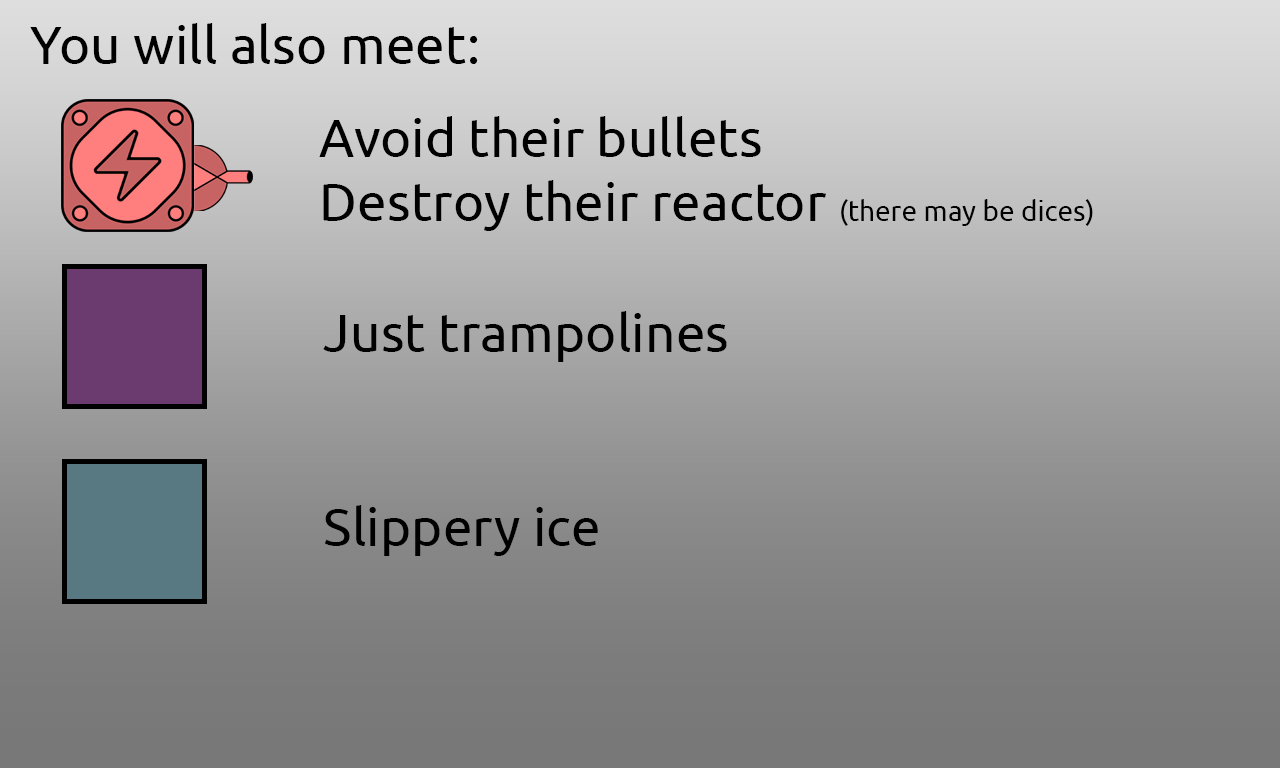 You will also meet:
Avoid their bullets
Destroy their reactor (there may be dices)
Just trampolines
Slippery ice